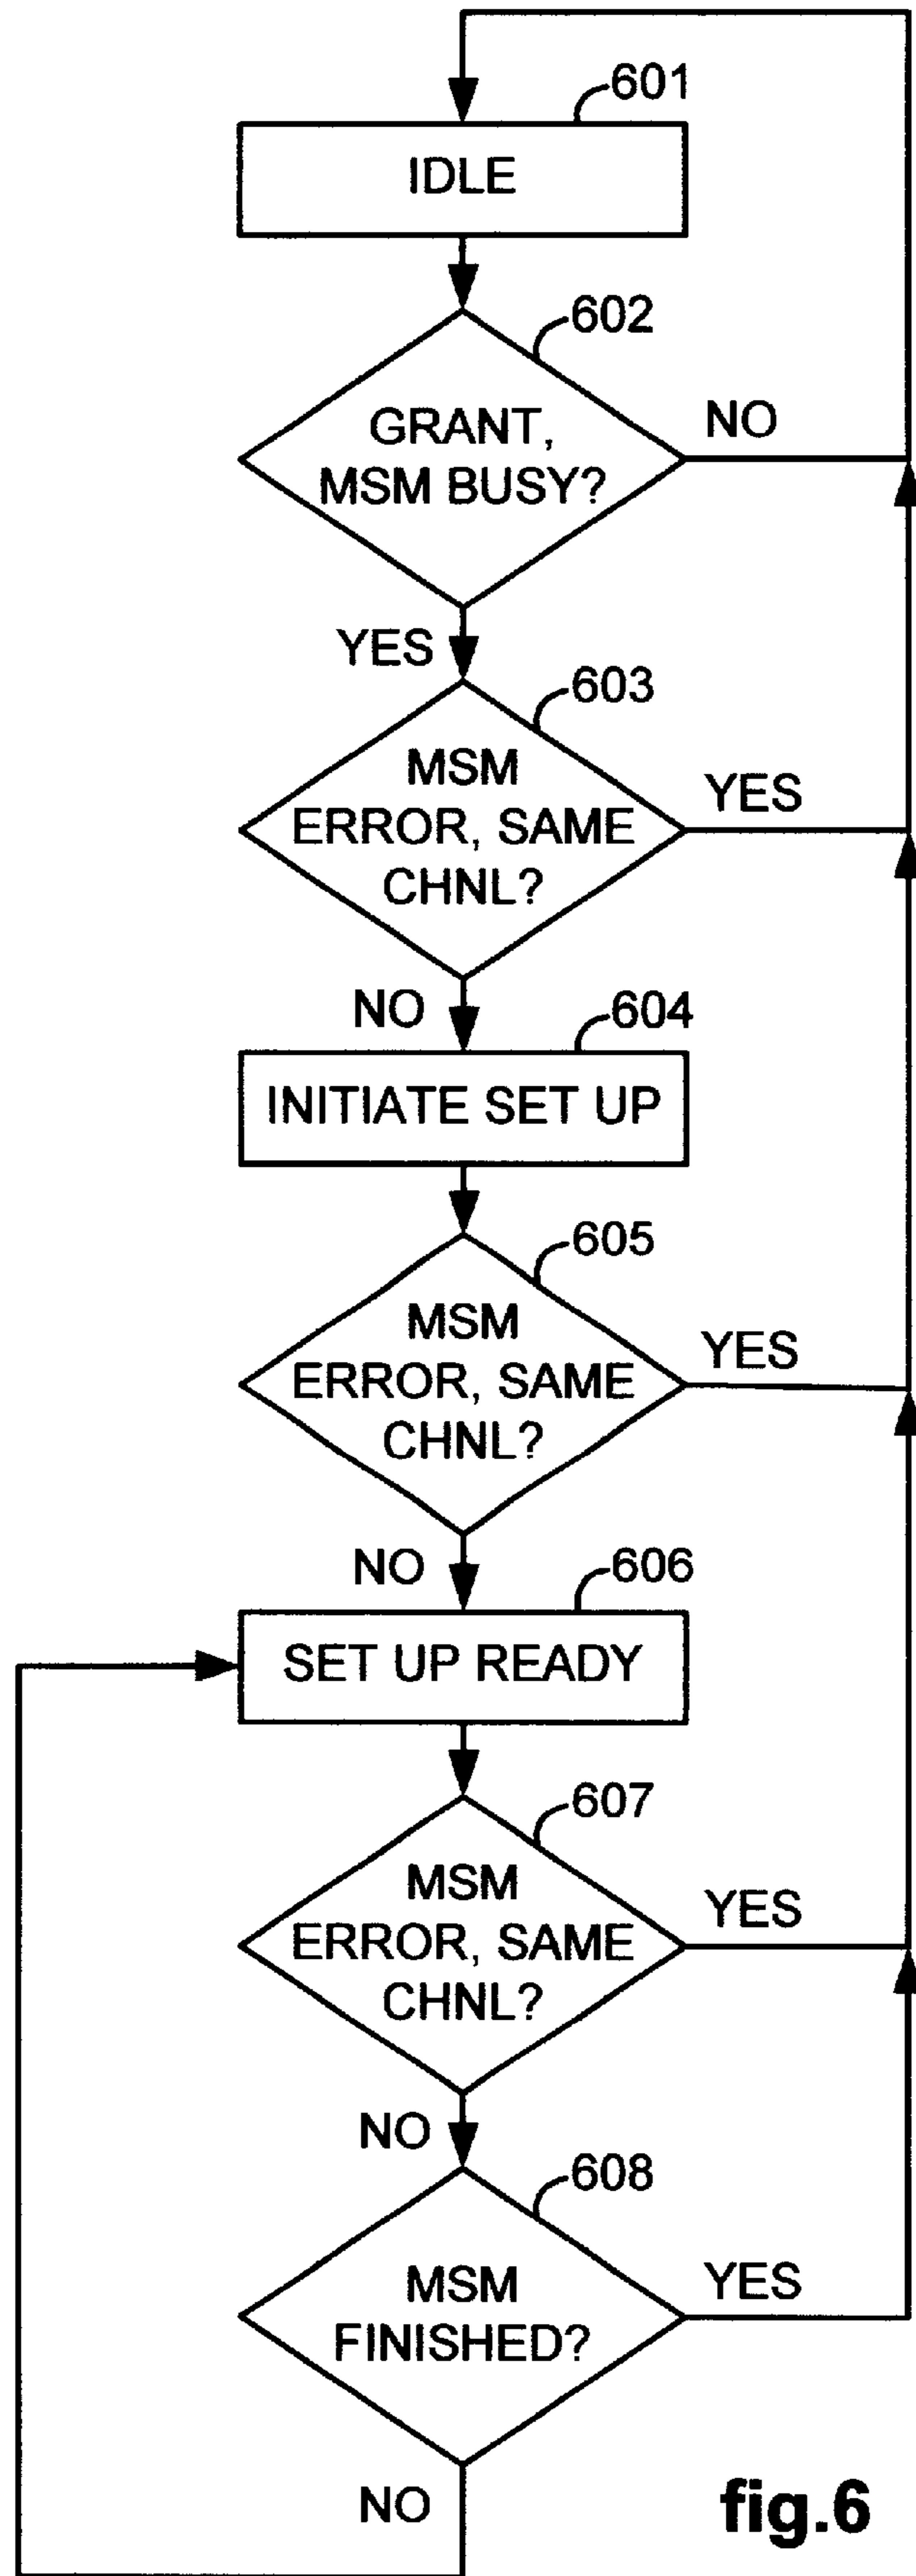 601
IDLE
602
GRANT,
MSM BUSY?
NO
YES
603
MSM
ERROR, SAME
CHNL?
YES
NO
604
INITIATE SET UP
605
MSM
ERROR, SAME
CHNL?
YES
NO
606
SET UP READY
607
MSM
ERROR, SAME
CHNL?
YES
NO
608
MSM
FINISHED?
YES
NO
fig.6